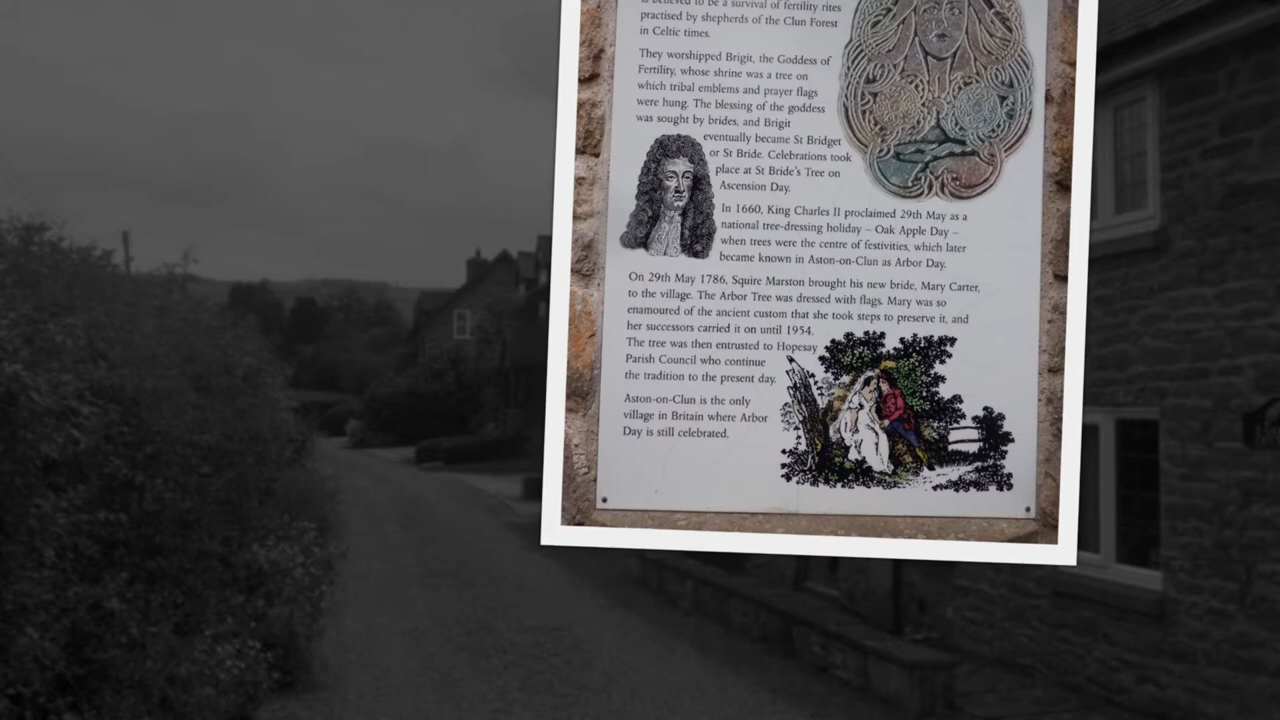 is believed to be a survival of fertility rites
practised by shepherds of the Clun Forest
in Celtic times.
They worshipped Brigit, the Goddess of
Fertility, whose shrine was a tree on
which tribal emblems and prayer flags
were hung. The blessing of the goddess
was sought by brides, and Brigit
eventually became St Bridget
or St Bride. Celebrations took
place at St Bride's Tree on
Ascension Day.
In 1660, King Charles II proclaimed 29th May as a
national tree-dressing holiday – Oak Apple Day –
when trees were the centre of festivities, which later
became known in Aston-on-Clun as Arbor Day.
On 29th May 1786, Squire Marston brought his new bride, Mary Carter,
to the village. The Arbor Tree was dressed with flags. Mary was so
enamoured of the ancient custom that she took steps to preserve it, and
her successors carried it on until 1954.
The tree was then entrusted to Hopesay
Parish Council who continue
the tradition to the present day.
Aston-on-Clun is the only
village in Britain where Arbor
Day is still celebrated.